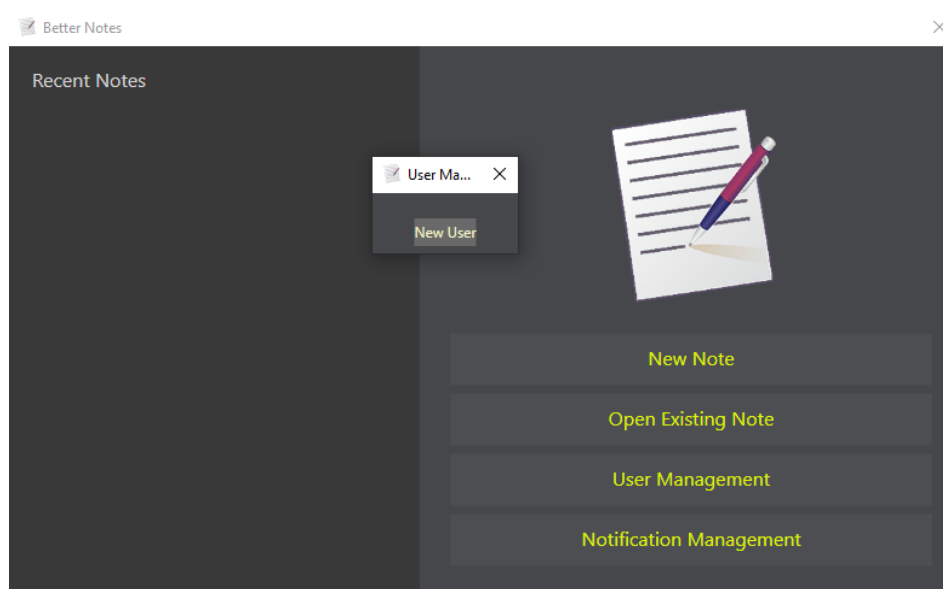 Better Notes
Recent Notes
User Ma...
New User
New Note
Open Existing Note
User Management
Notification Management